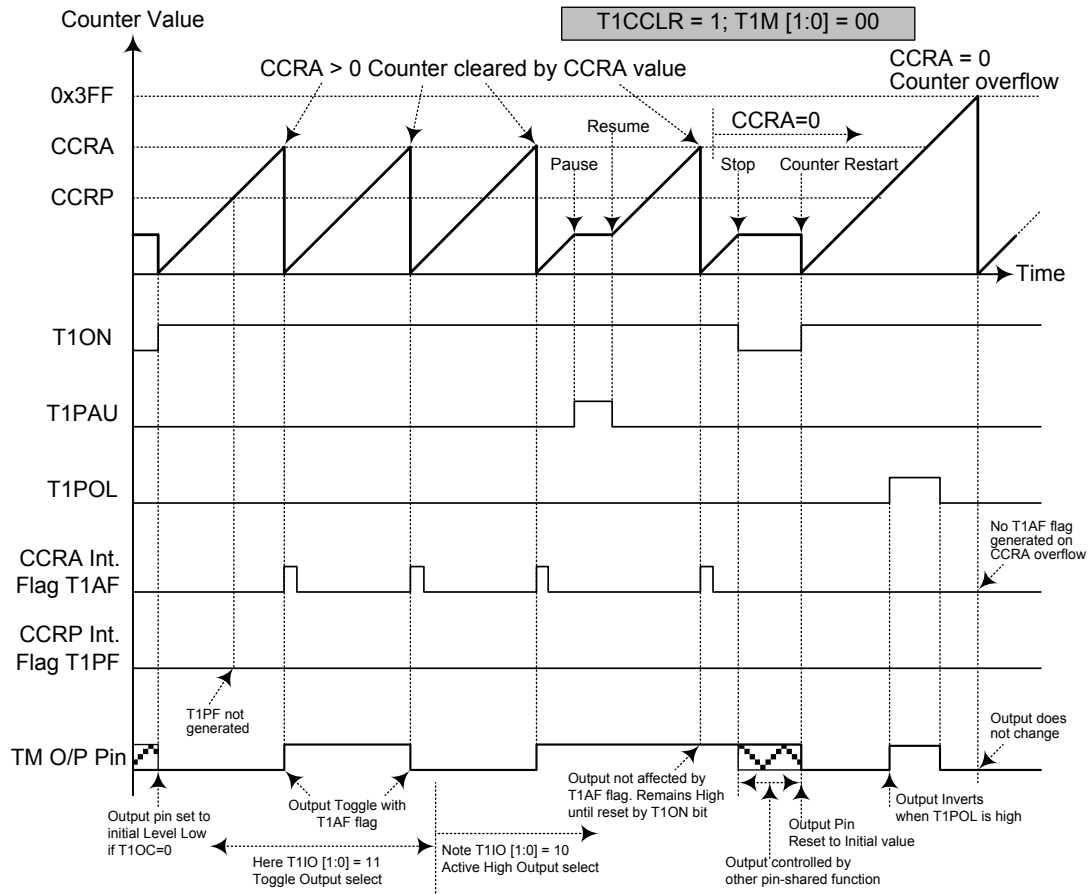 Counter Value
T1CCLR = 1; T1M [1:0] = 00
CCRA > 0 Counter cleared by CCRA value
CCRA = 0
Counter overflow
0x3FF
CCRA=0
Resume
CCRA
Pause
Stop
Counter Restart
CCRP
Time
T1ON
T1PAU
T1POL
No T1AF flag
generated on
CCRA overflow
CCRA Int.
Flag T1AF
CCRP Int.
Flag T1PF
T1PF not
generated
Output does
not change
TM O/P Pin
Output pin set to
initial Level Low
if T1OC=0
Output Toggle with
T1AF flag
Output not affected by
T1AF flag. Remains High
until reset by T1ON bit
Output Inverts
when T1POL is high
Output Pin
Reset to Initial value
Here T1IO [1:0] = 11
Toggle Output select
Note T1IO [1:0] = 10
Active High Output select
Output controlled by
other pin-shared function